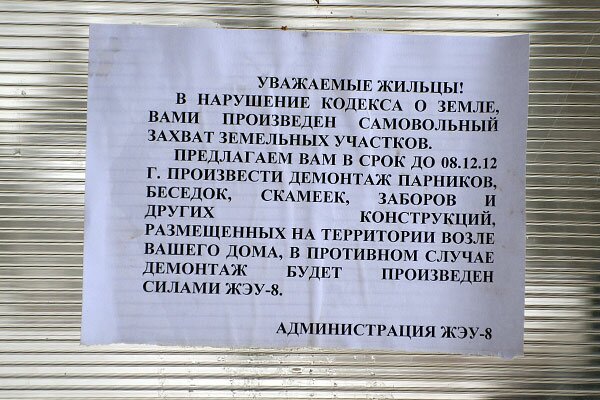 УВАЖАЕМЫЕ ЖИЛЬЦЫ!
В НАРУШЕНИЕ КОДЕКСА О ЗЕМЛЕ,
ВАМИ ПРОИЗВЕДЕН САМОВОЛЬНЫЙ
ЗАХВАТ ЗЕМЕЛЬНЫХ УЧАСТКОВ.
ПРЕДЛАГАЕМ ВАМ В СРОК ДО 08.12.12
Г. ПРОИЗВЕСТИ ДЕМОНТАЖ ПАРНИКОВ,
БЕСЕДОК, СКАМЕЕК, ЗАБОРОВ И
ДРУГИХ КОНСТРУКЦИЙ,
РАЗМЕЩЕННЫХ НА ТЕРРИТОРИИ ВОЗЛЕ
ВАШЕГО ДОМА, В ПРОТИВНОМ СЛУЧАЕ
ДЕМОНТАЖ БУДЕТ ПРОИЗВЕДЕН
СИЛАМИ ЖЭУ-8.
АДМИНИСТРАЦИЯ ЖЭУ-8